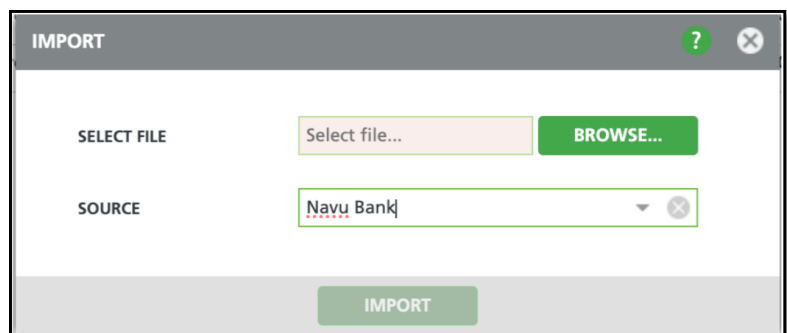 IMPORT ?
SELECT FILE Select file... BROWSE...
SOURCE Navu Bank
IMPORT